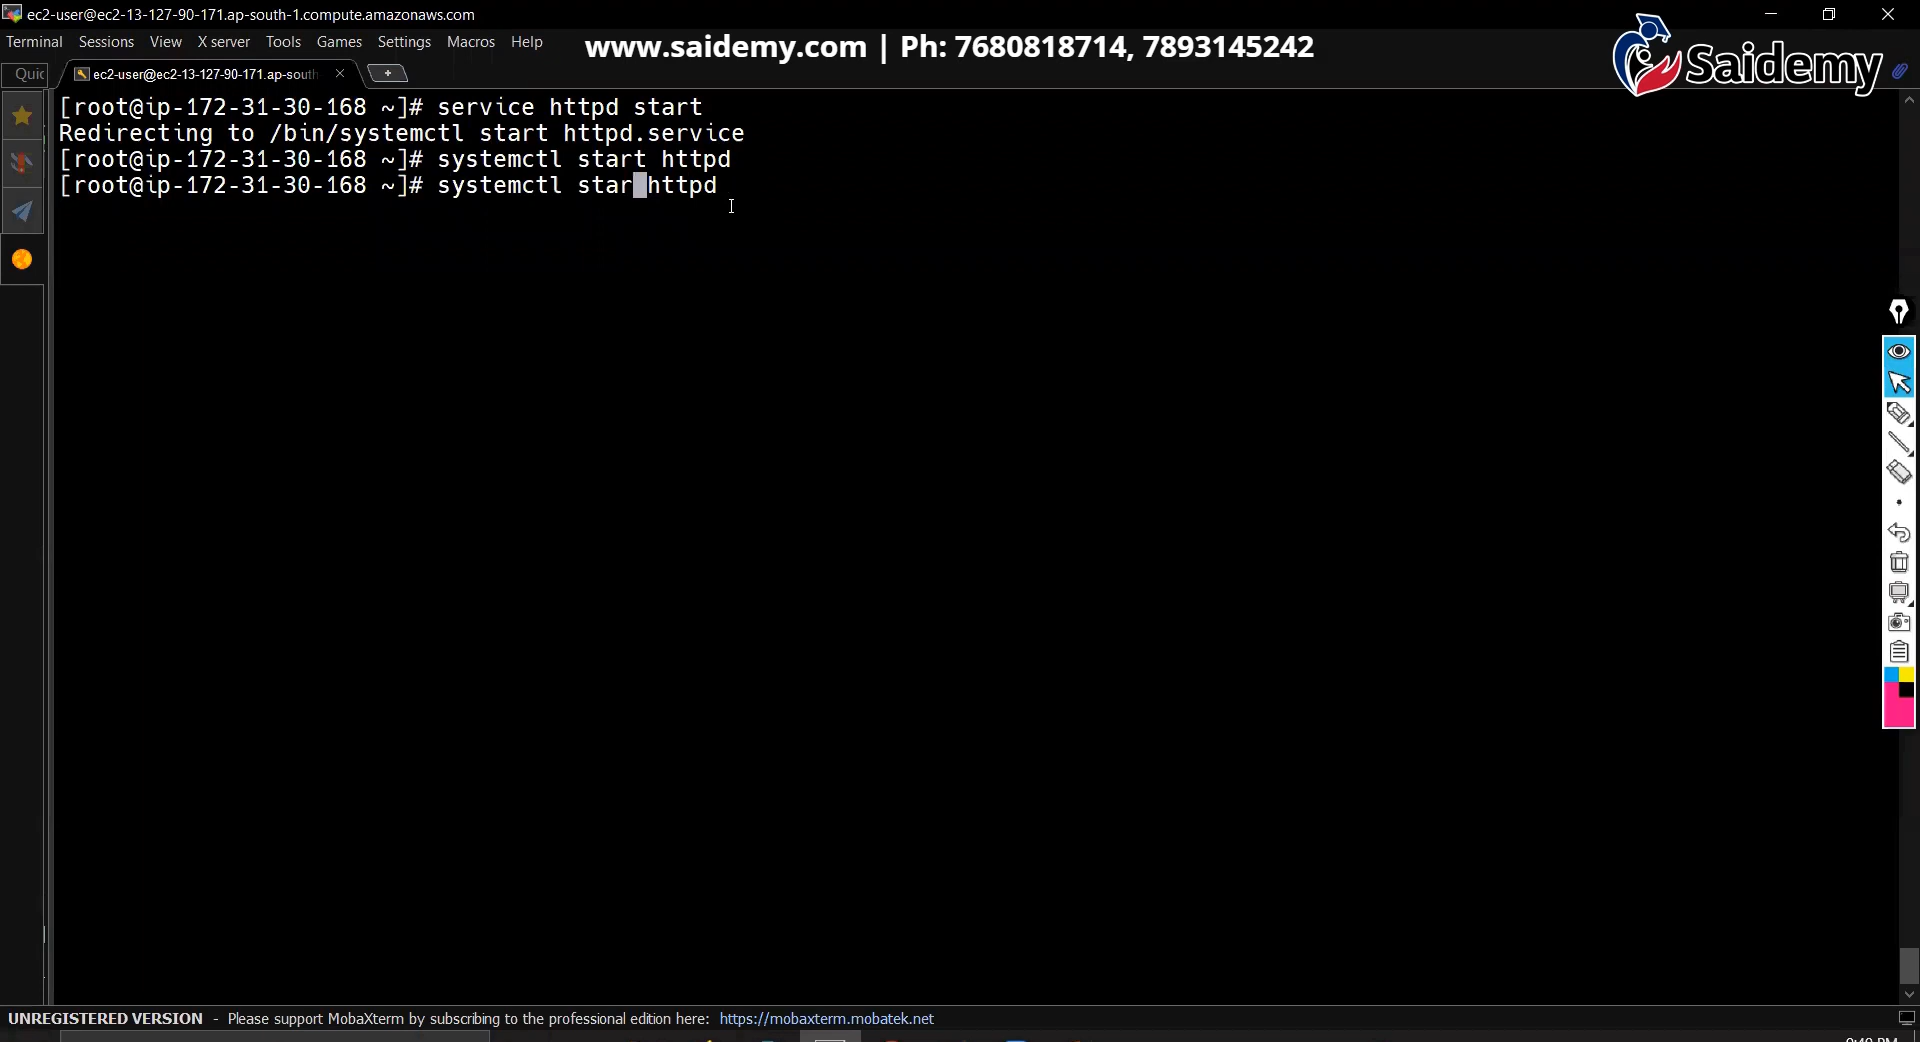 ec2-user@ec2-13-127-90-171.ap-south-1.compute.amazonaws.com
Terminal Sessions View X server Tools Games Settings Macros Help
www.saidemy.com | Ph: 7680818714, 7893145242
Saidemy
Quic
ec2-user@ec2-13-127-90-171.ap-south
[root@ip-172-31-30-168 ~]# service httpd start
Redirecting to /bin/systemctl start httpd.service
[root@ip-172-31-30-168 ~]# systemctl start httpd
[root@ip-172-31-30-168 ~]# systemctl star httpd
UNREGISTERED VERSION - Please support MobaXterm by subscribing to the professional edition here: https://mobaxterm.mobatek.net